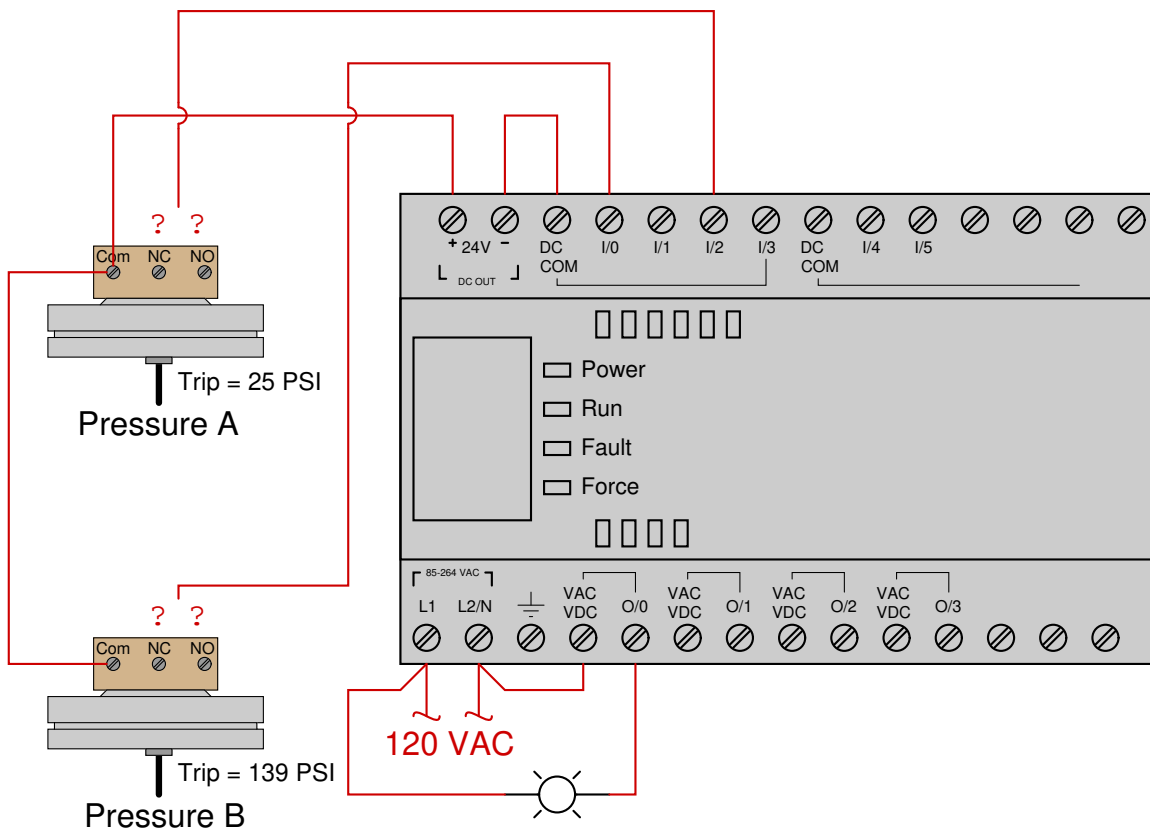 ? ?
Com NC NO
Trip = 25 PSI
Pressure A
+ 24V - DC COM I/0 I/1 I/2 I/3 DC COM I/4 I/5
DC OUT
Power
Run
Fault
Force
85-264 VAC
L1 L2/N VAC VDC O/0 VAC VDC O/1 VAC VDC O/2 VAC VDC O/3
120 VAC
? ?
Com NC NO
Trip = 139 PSI
Pressure B